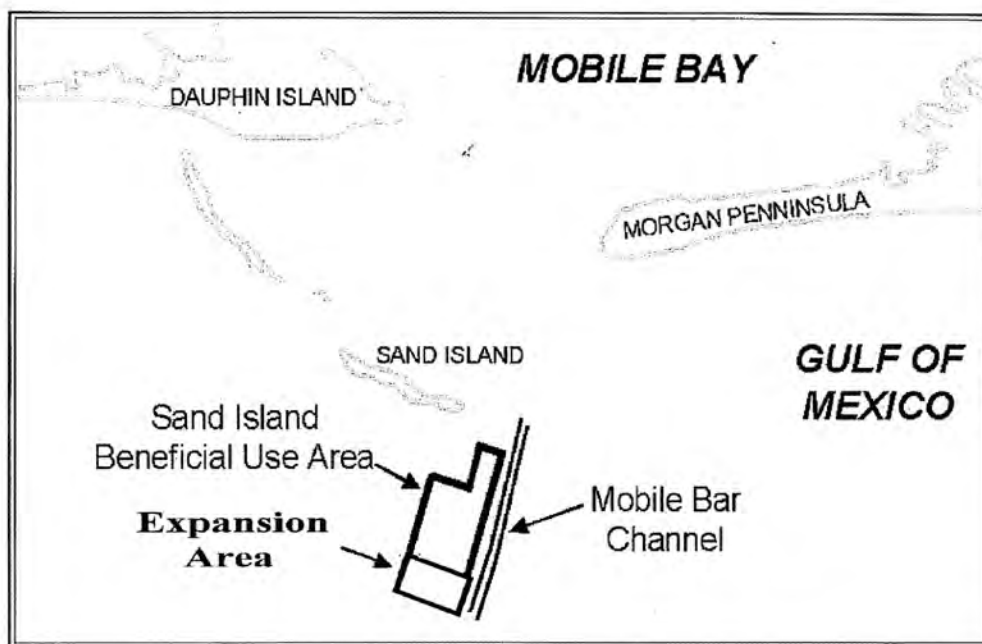 MOBILE BAY
DAUPHIN ISLAND
MORGAN PENNINSULA
SAND ISLAND
GULF OF
MEXICO
Sand Island
Beneficial Use Area
Expansion
Area
Mobile Bar
Channel